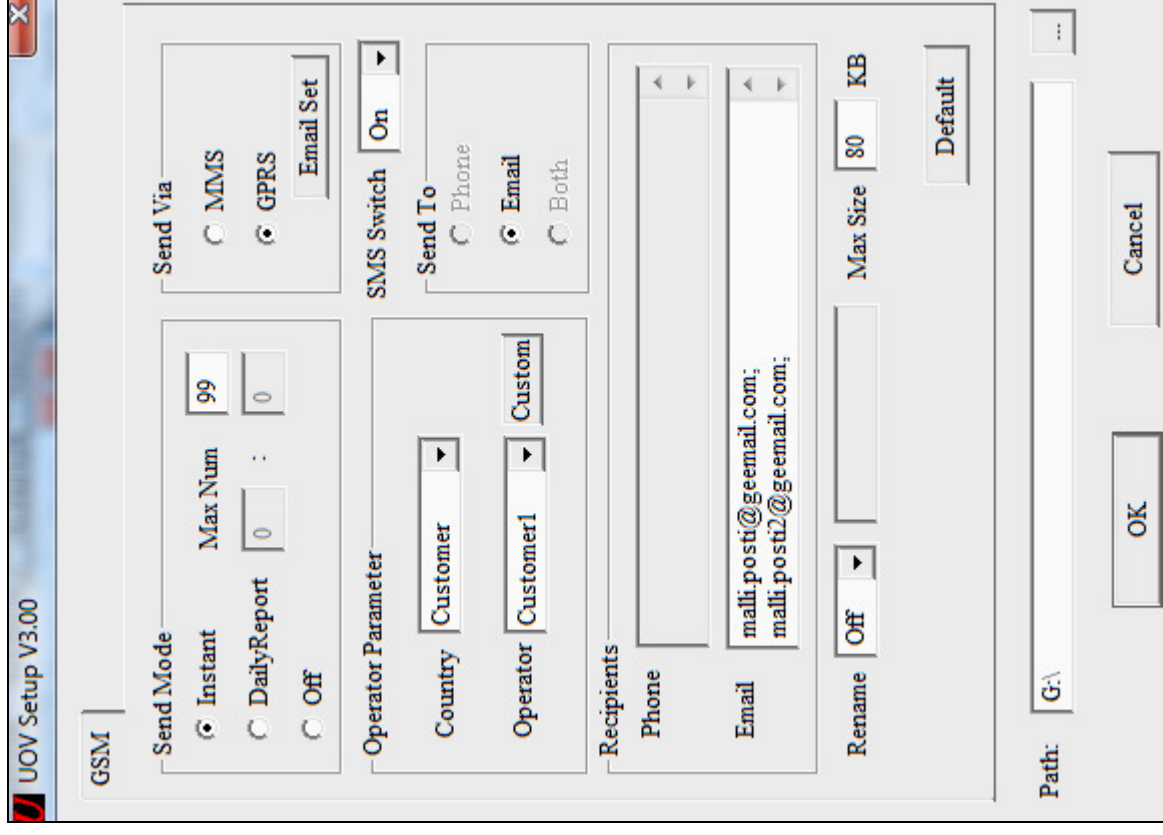 U UOV Setup V3.00 X
GSM
Send Mode
Instant Max Num 99
DailyReport 0 : 0
Off
Send Via
MMS
GPRS
Email Set
Operator Parameter
Country Customer
Operator Customer1 Custom
SMS Switch On
Send To
Phone
Email
Both
Recipients
Phone
Email malli.posti@geemail.com;
malli.posti2@geemail.com;
Rename Off Max Size 80 KB
Default
Path: G:\ ...
OK Cancel